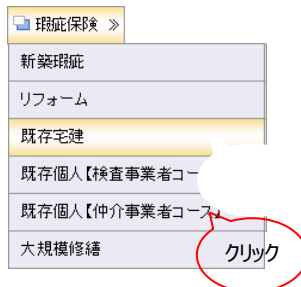 瑕疵保険 »
新築瑕疵
リフォーム
既存宅建
既存個人【検査事業者コー
既存個人【仲介事業者コース】
大規模修繕
クリック